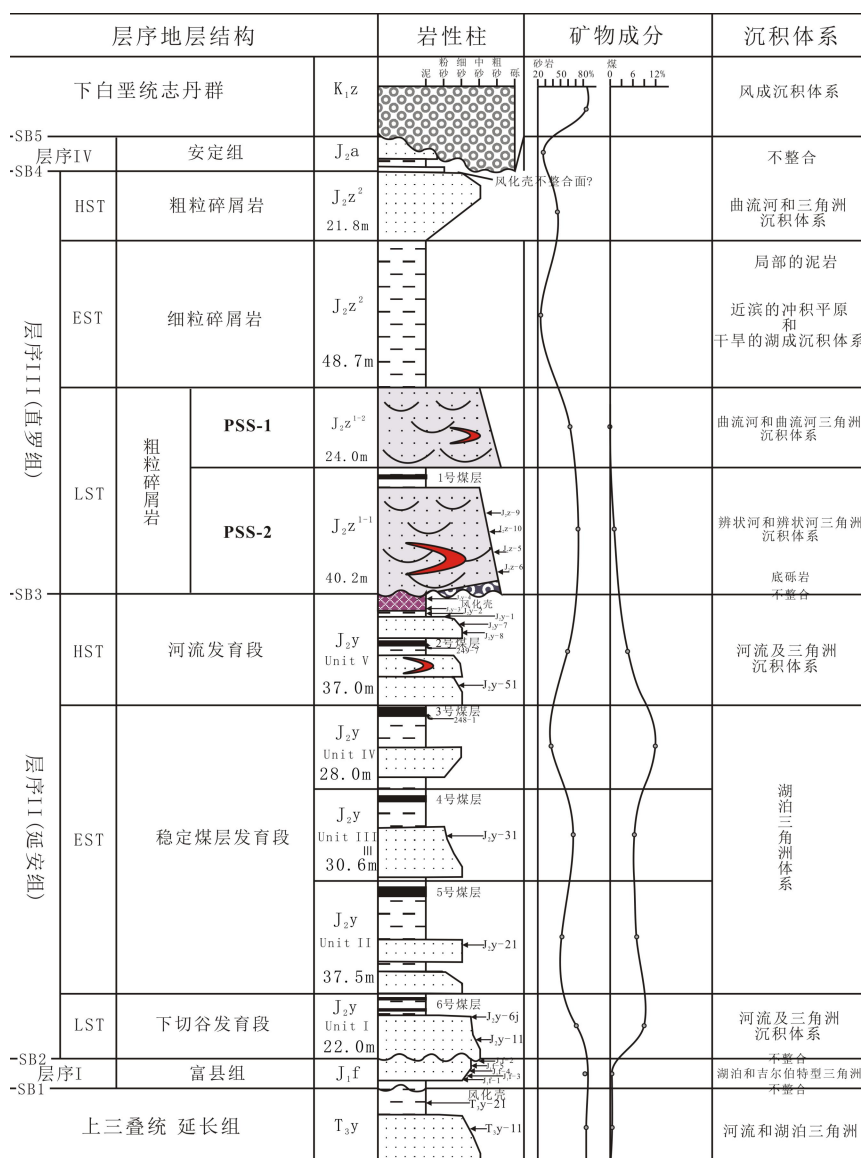 层序地层结构
岩性柱
矿物成分
沉积体系
泥 粉砂 细砂 中砂 粗砂 砾
砂岩
20 50 80%
煤
0 6 12%
下白垩统志丹群
K₁z
风成沉积体系
SB5
层序IV
安定组
J₂a
不整合
SB4
风化壳不整合面?
HST
粗粒碎屑岩
J₂z²
21.8m
曲流河和三角洲
沉积体系
层序III(直罗组)
EST
细粒碎屑岩
J₂z²
48.7m
局部的泥岩
近滨的冲积平原
和
干旱的湖成沉积体系
LST
粗粒碎屑岩
PSS-1
J₂z¹⁻²
24.0m
曲流河和曲流河三角洲
沉积体系
PSS-2
J₂z¹⁻¹
40.2m
1号煤层
J₂z-9
J₂z-10
J₂z-5
J₂z-6
辨状河和辨状河三角洲
沉积体系
底砾岩
不整合
SB3
风化壳
层序II(延安组)
HST
河流发育段
J₂y
Unit V
37.0m
J₂y-1
J₂y-7
J₂y-8
2号煤层
249-7
J₂y-51
河流及三角洲
沉积体系
EST
稳定煤层发育段
J₂y
Unit IV
28.0m
3号煤层
248-1
湖泊三角洲体系
J₂y
Unit III
III
30.6m
4号煤层
J₂y-31
J₂y
Unit II
37.5m
5号煤层
J₂y-21
LST
下切谷发育段
J₂y
Unit I
22.0m
6号煤层
J₂y-6j
J₂y-11
河流及三角洲
沉积体系
不整合
SB2
层序I
富县组
J₁f
湖泊和吉尔伯特型三角洲
不整合
SB1
风化壳
T₃y-21
上三叠统 延长组
T₃y
T₃y-11
河流和湖泊三角洲